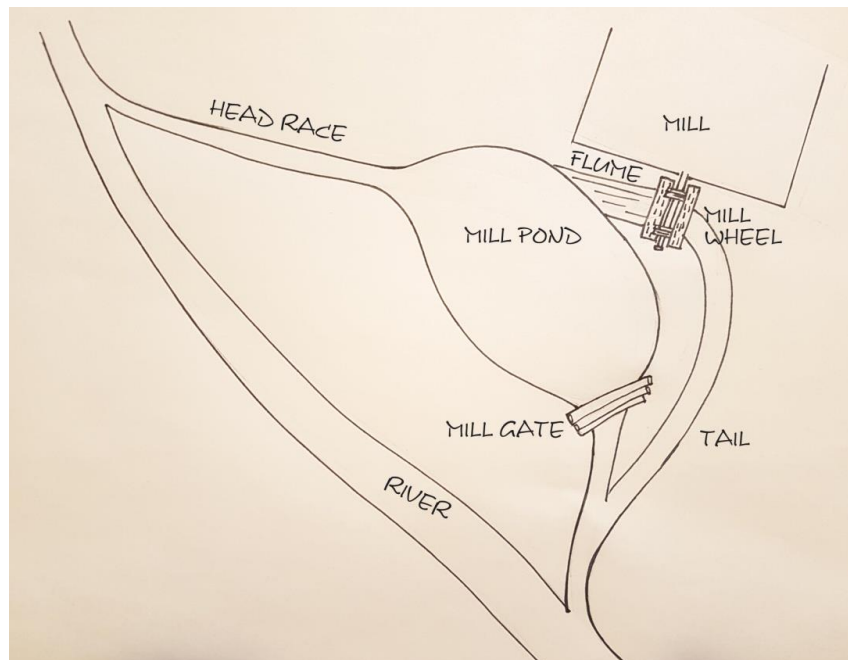 HEAD RACE
MILL
FLUME
MILL
WHEEL
MILL POND
MILL GATE
TAIL
RIVER